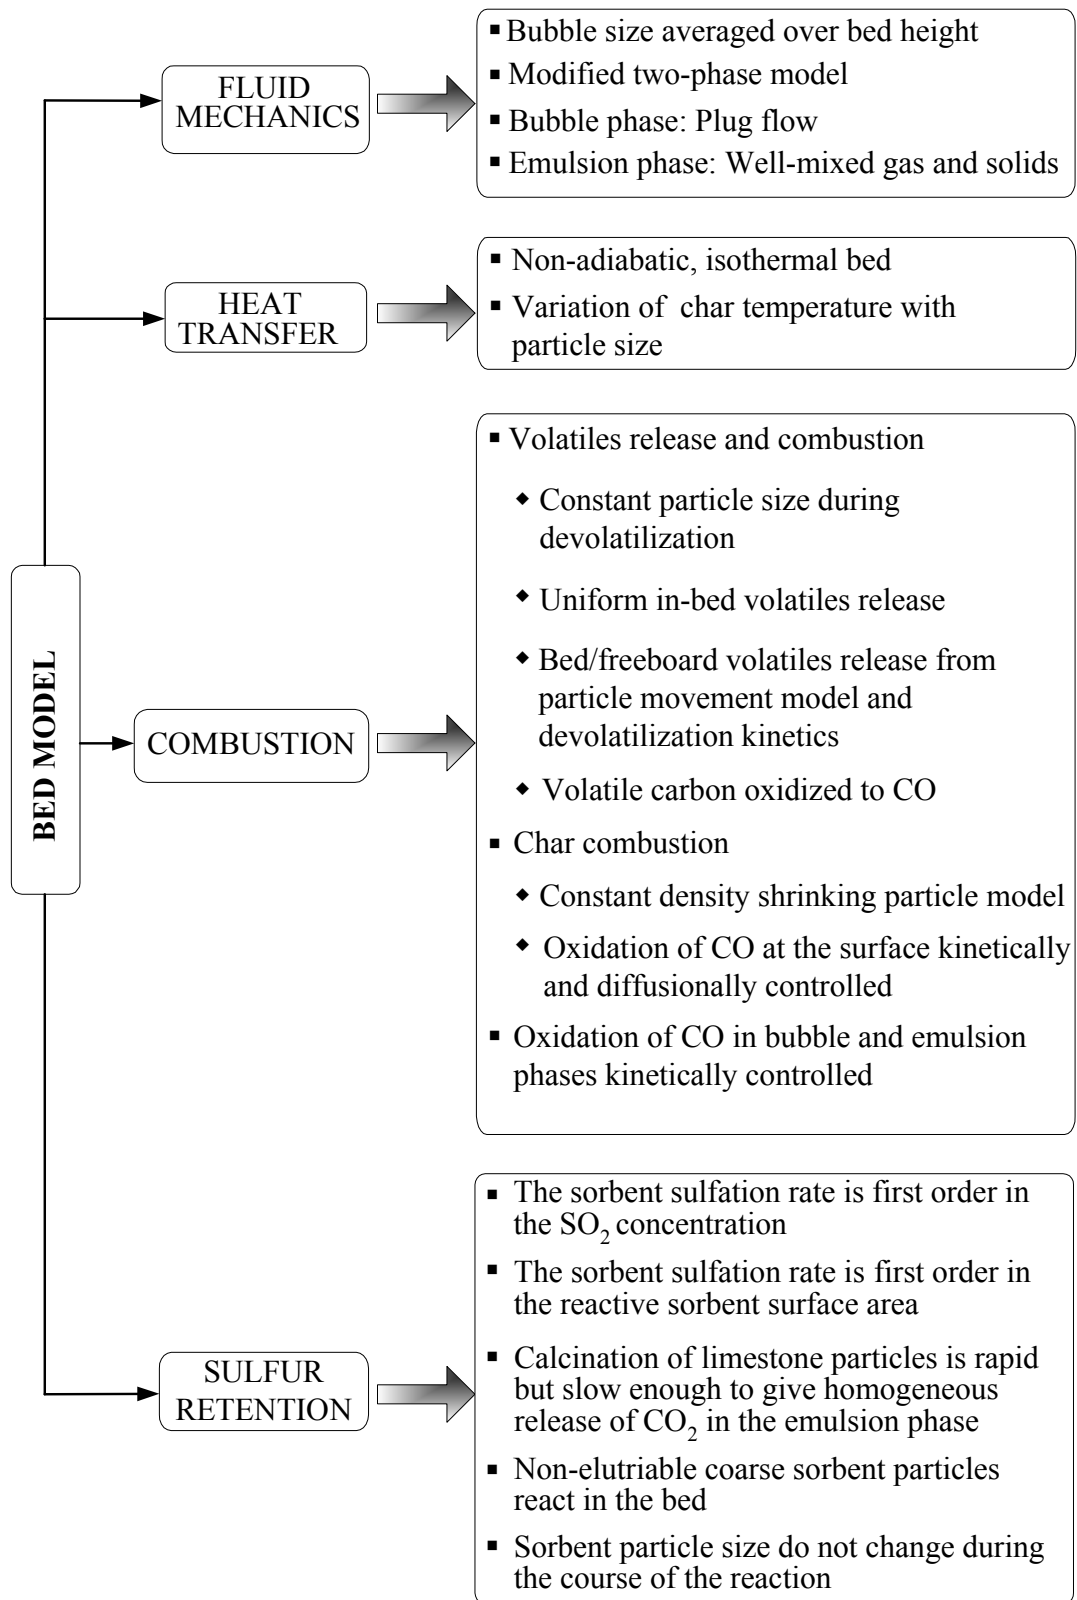 BED MODEL
FLUID
MECHANICS
▪ Bubble size averaged over bed height
▪ Modified two-phase model
▪ Bubble phase: Plug flow
▪ Emulsion phase: Well-mixed gas and solids
HEAT
TRANSFER
▪ Non-adiabatic, isothermal bed
▪ Variation of char temperature with
particle size
COMBUSTION
▪ Volatiles release and combustion
◆ Constant particle size during
devolatilization
◆ Uniform in-bed volatiles release
◆ Bed/freeboard volatiles release from
particle movement model and
devolatilization kinetics
◆ Volatile carbon oxidized to CO
▪ Char combustion
◆ Constant density shrinking particle model
◆ Oxidation of CO at the surface kinetically
and diffusionally controlled
▪ Oxidation of CO in bubble and emulsion
phases kinetically controlled
SULFUR
RETENTION
▪ The sorbent sulfation rate is first order in
the SO₂ concentration
▪ The sorbent sulfation rate is first order in
the reactive sorbent surface area
▪ Calcination of limestone particles is rapid
but slow enough to give homogeneous
release of CO₂ in the emulsion phase
▪ Non-elutriable coarse sorbent particles
react in the bed
▪ Sorbent particle size do not change during
the course of the reaction